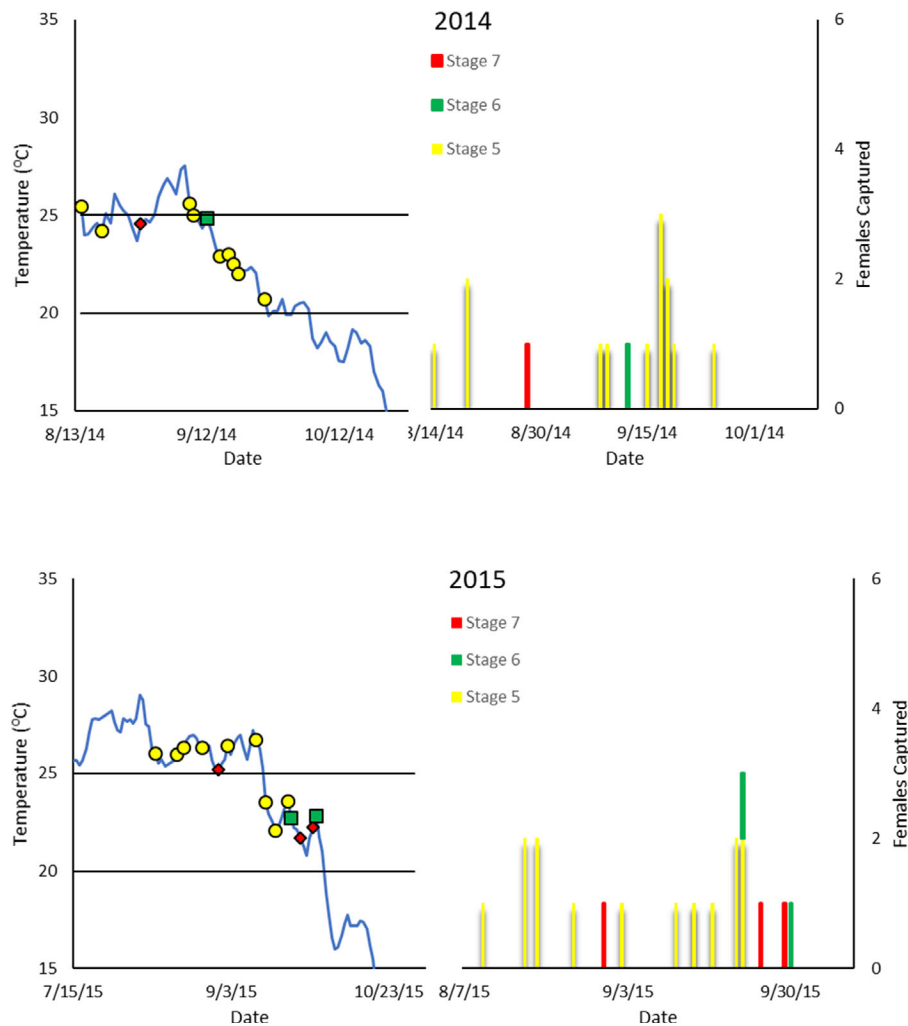 2014
Stage 7
Stage 6
Stage 5
35
30
25
20
15
Temperature (°C)
8/13/14 9/12/14 10/12/14
Date
6
4
2
0
Females Captured
8/30/14 9/15/14 10/1/14
Date
2015
Stage 7
Stage 6
Stage 5
35
30
25
20
15
Temperature (°C)
7/15/15 9/3/15 10/23/15
Date
6
4
2
0
Females Captured
8/7/15 9/3/15 9/30/15
Date